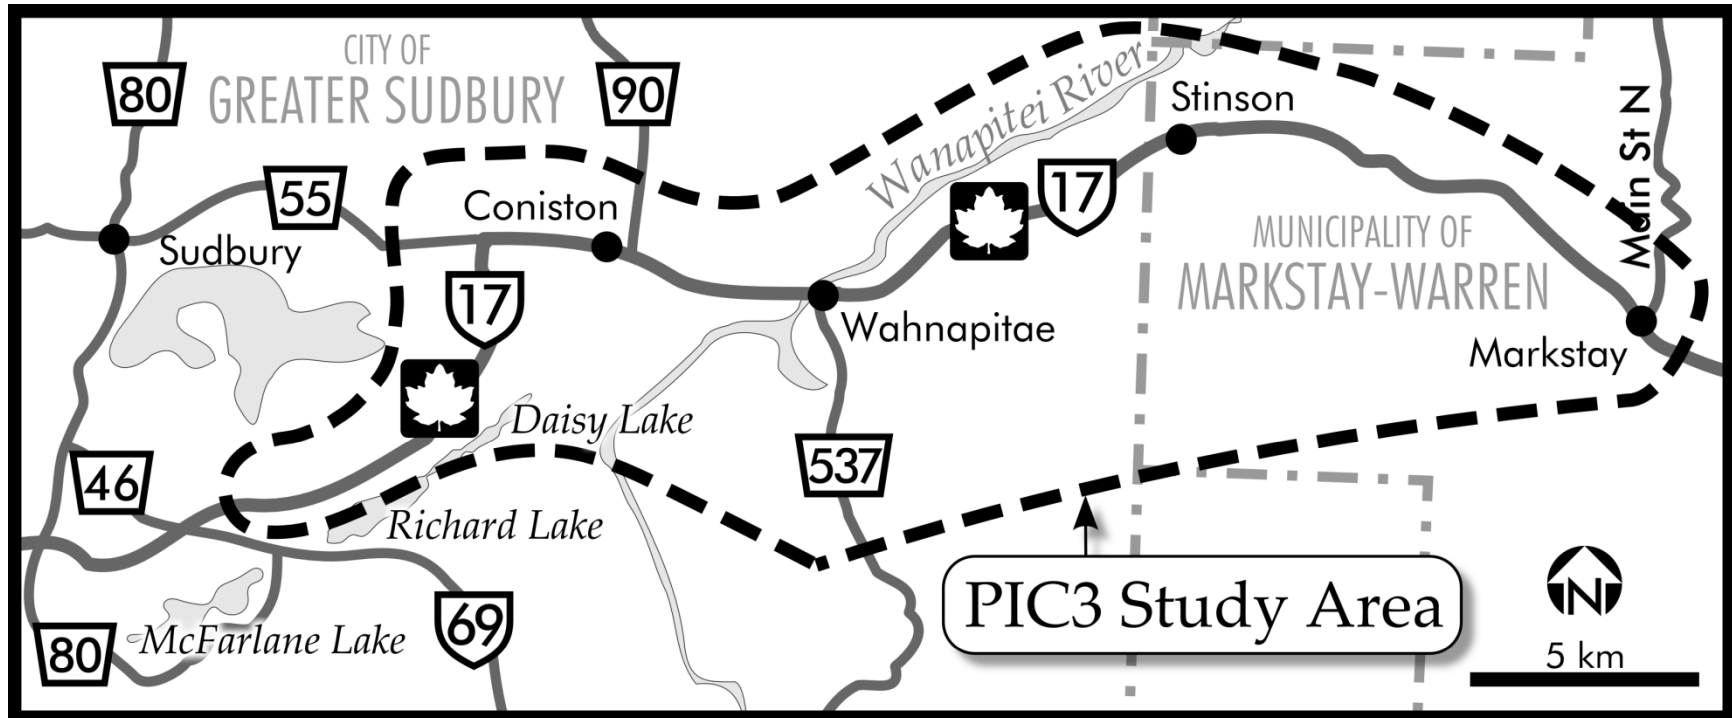 CITY OF
GREATER SUDBURY
80
90
Wanapitei River
Stinson
Main St N
55
Coniston
17
Sudbury
MUNICIPALITY OF
MARKSTAY-WARREN
17
Wahnapitae
Markstay
Daisy Lake
46
537
Richard Lake
PIC3 Study Area
N
McFarlane Lake
69
80
5 km